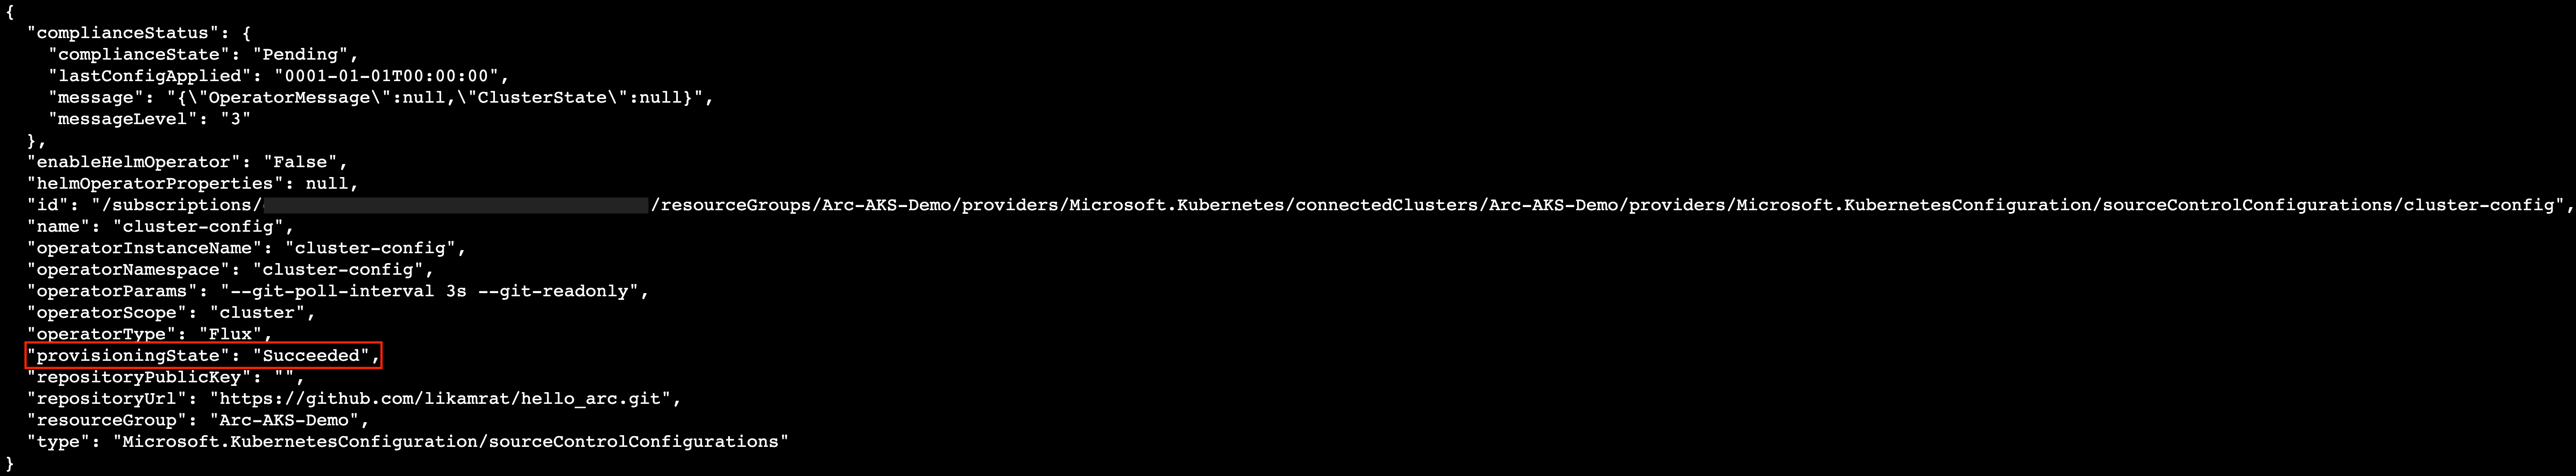 {
  "complianceStatus": {
    "complianceState": "Pending",
    "lastConfigApplied": "0001-01-01T00:00:00",
    "message": "{\"OperatorMessage\":null,\"ClusterState\":null}",
    "messageLevel": "3"
  },
  "enableHelmOperator": "False",
  "helmOperatorProperties": null,
  "id": "/subscriptions/ /resourceGroups/Arc-AKS-Demo/providers/Microsoft.Kubernetes/connectedClusters/Arc-AKS-Demo/providers/Microsoft.KubernetesConfiguration/sourceControlConfigurations/cluster-config",
  "name": "cluster-config",
  "operatorInstanceName": "cluster-config",
  "operatorNamespace": "cluster-config",
  "operatorParams": "--git-poll-interval 3s --git-readonly",
  "operatorScope": "cluster",
  "operatorType": "Flux",
  "provisioningState": "Succeeded",
  "repositoryPublicKey": "",
  "repositoryUrl": "https://github.com/likamrat/hello_arc.git",
  "resourceGroup": "Arc-AKS-Demo",
  "type": "Microsoft.KubernetesConfiguration/sourceControlConfigurations"
}